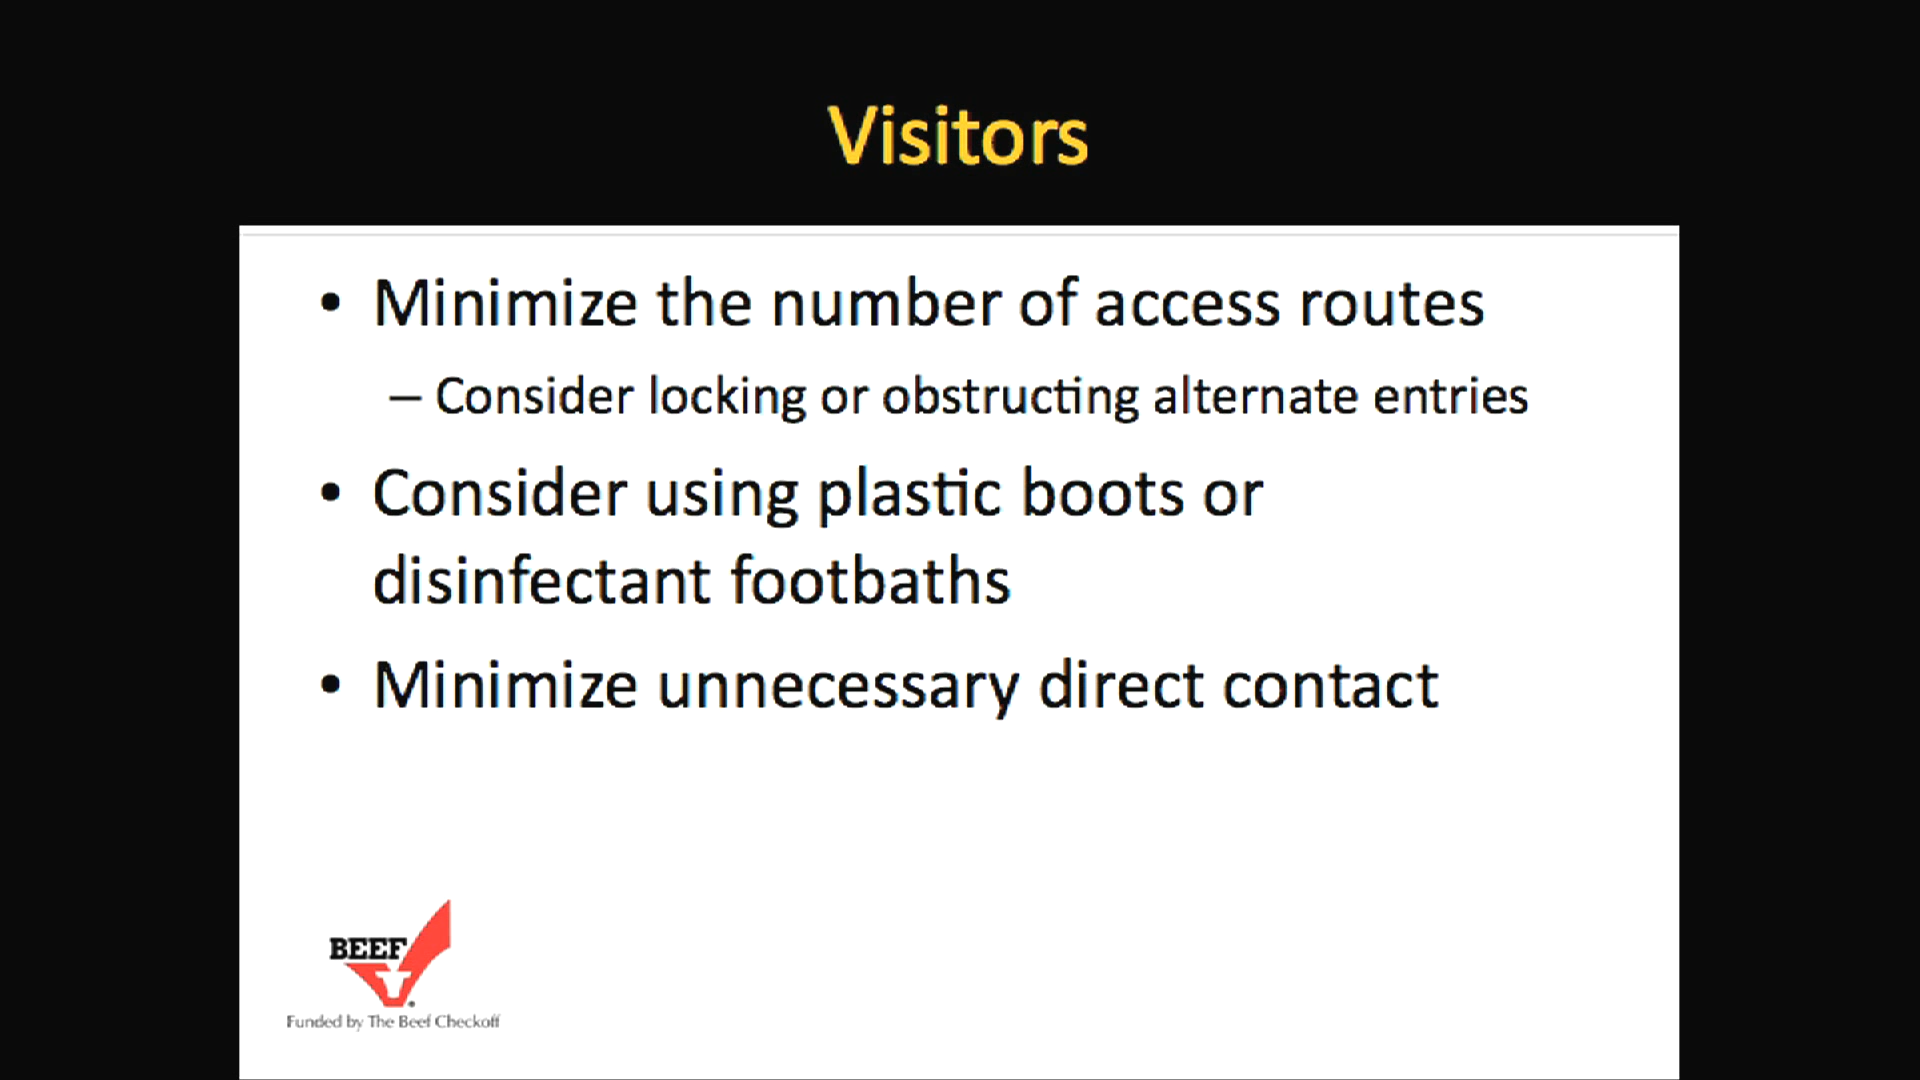 Visitors
• Minimize the number of access routes
– Consider locking or obstructing alternate entries
• Consider using plastic boots or
disinfectant footbaths
• Minimize unnecessary direct contact
BEEF
Funded by The Beef Checkoff